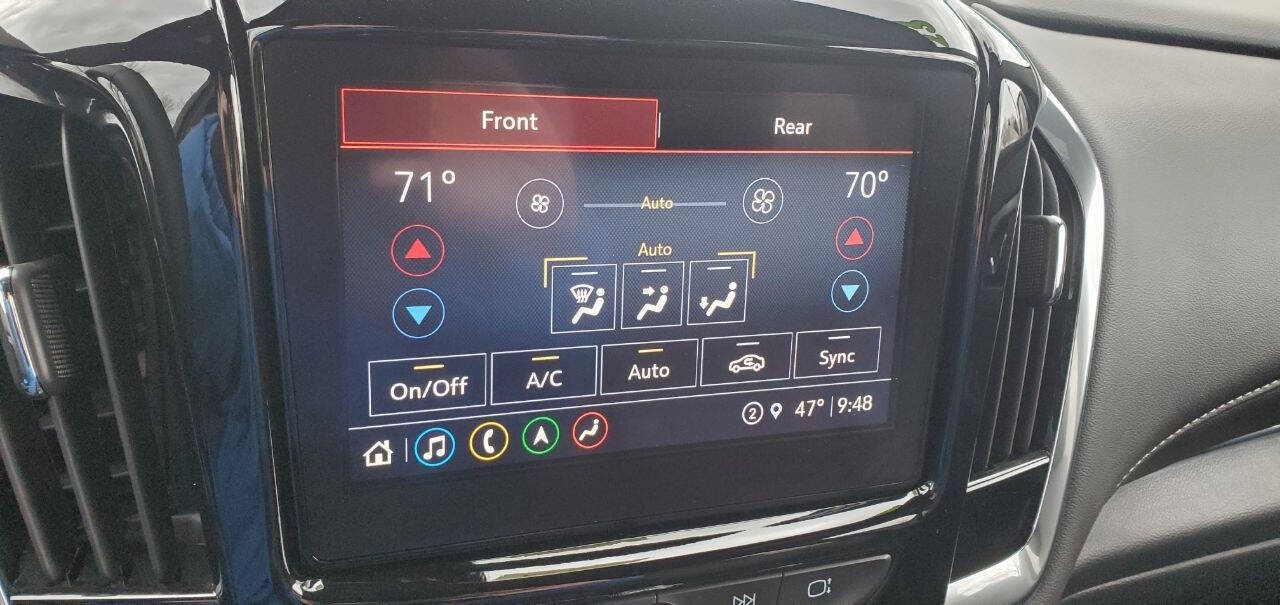 Front Rear
71° 70°
Auto
Auto
On/Off A/C Auto Sync
2 47° 9:48